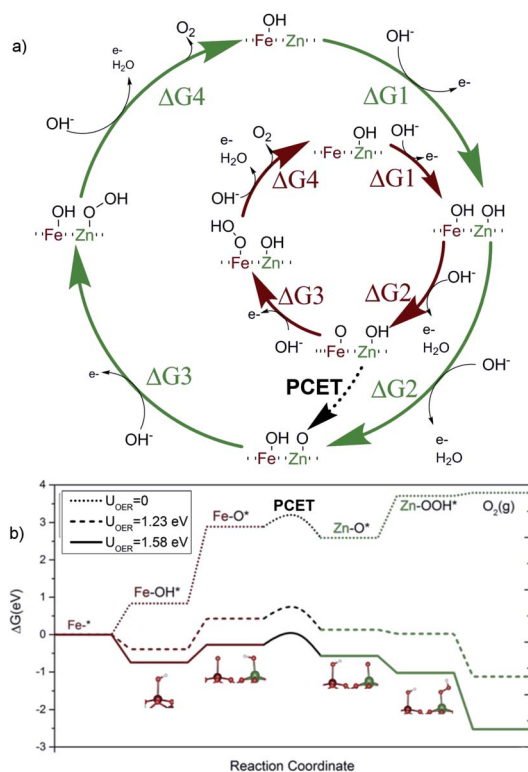 a)
OH
Fe Zn
O₂
e-
H₂O
OH⁻
e-
ΔG4
ΔG1
OH⁻
OH
Fe Zn
O₂
e-
H₂O
OH⁻
OH⁻
e-
ΔG4
ΔG1
OH O OH
Fe Zn
HO
O OH
Fe Zn
OH OH
Fe Zn
ΔG3
ΔG2
e-
OH⁻
OH⁻
e-
H₂O
O OH
Fe Zn
PCET
ΔG3
ΔG2
e-
OH⁻
OH⁻
e-
H₂O
OH O
Fe Zn
b)
U_OER=0
U_OER=1.23 eV
U_OER=1.58 eV
PCET
Fe-*
Fe-OH*
Fe-O*
Zn-O*
Zn-OOH*
O₂(g)
ΔG(eV)
4
3
2
1
0
-1
-2
-3
Reaction Coordinate